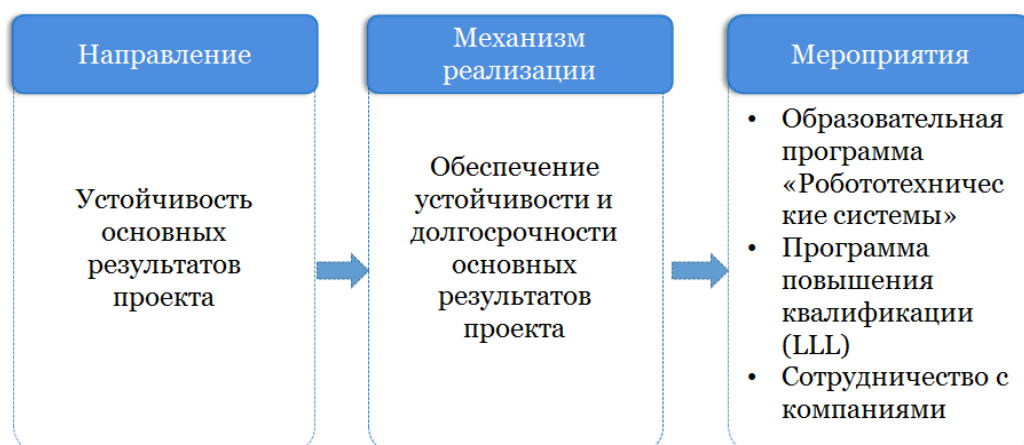 Направление
Устойчивость
основных
результатов
проекта
Механизм
реализации
Обеспечение
устойчивости и
долгосрочности
основных
результатов
проекта
Мероприятия
• Образовательная
программа
«Робототехничес
кие системы»
• Программа
повышения
квалификации
(LLL)
• Сотрудничество с
компаниями